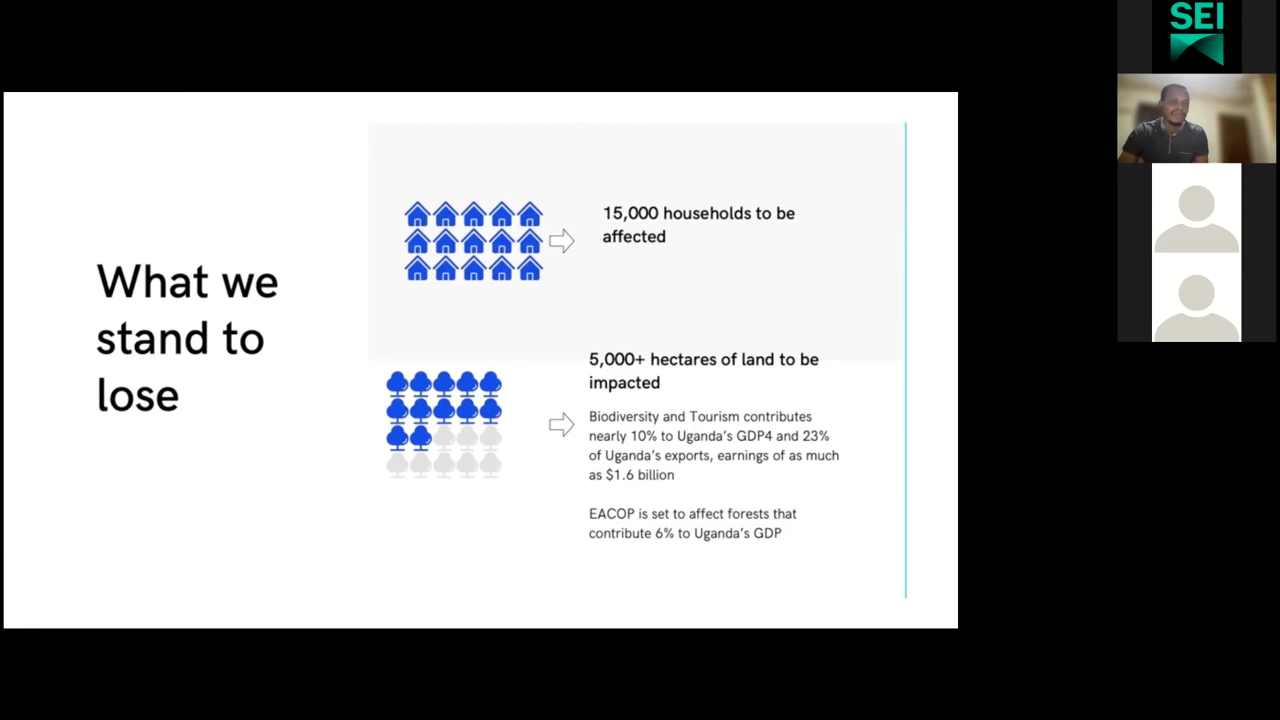 SEI
What we
stand to
lose
15,000 households to be
affected
5,000+ hectares of land to be
impacted
Biodiversity and Tourism contributes
nearly 10% to Uganda’s GDP4 and 23%
of Uganda’s exports, earnings of as much
as $1.6 billion
EACOP is set to affect forests that
contribute 6% to Uganda’s GDP